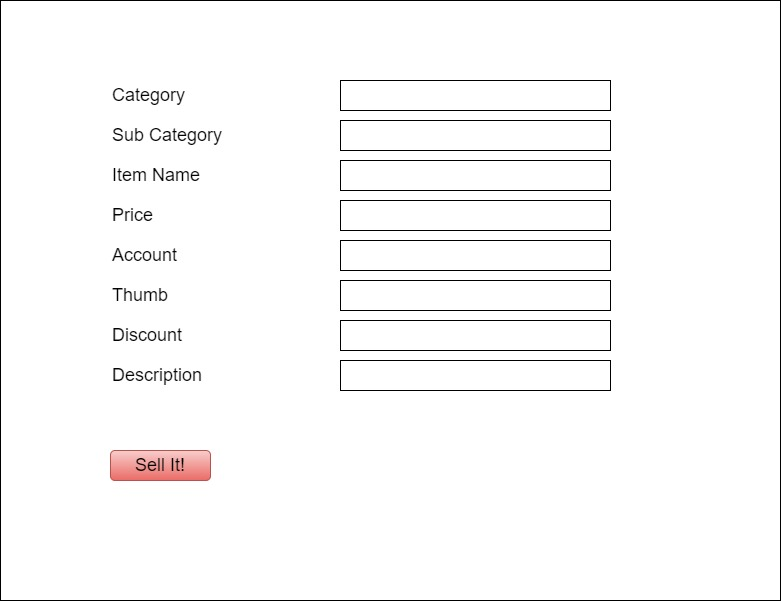 Category
Sub Category
Item Name
Price
Account
Thumb
Discount
Description
Sell It!